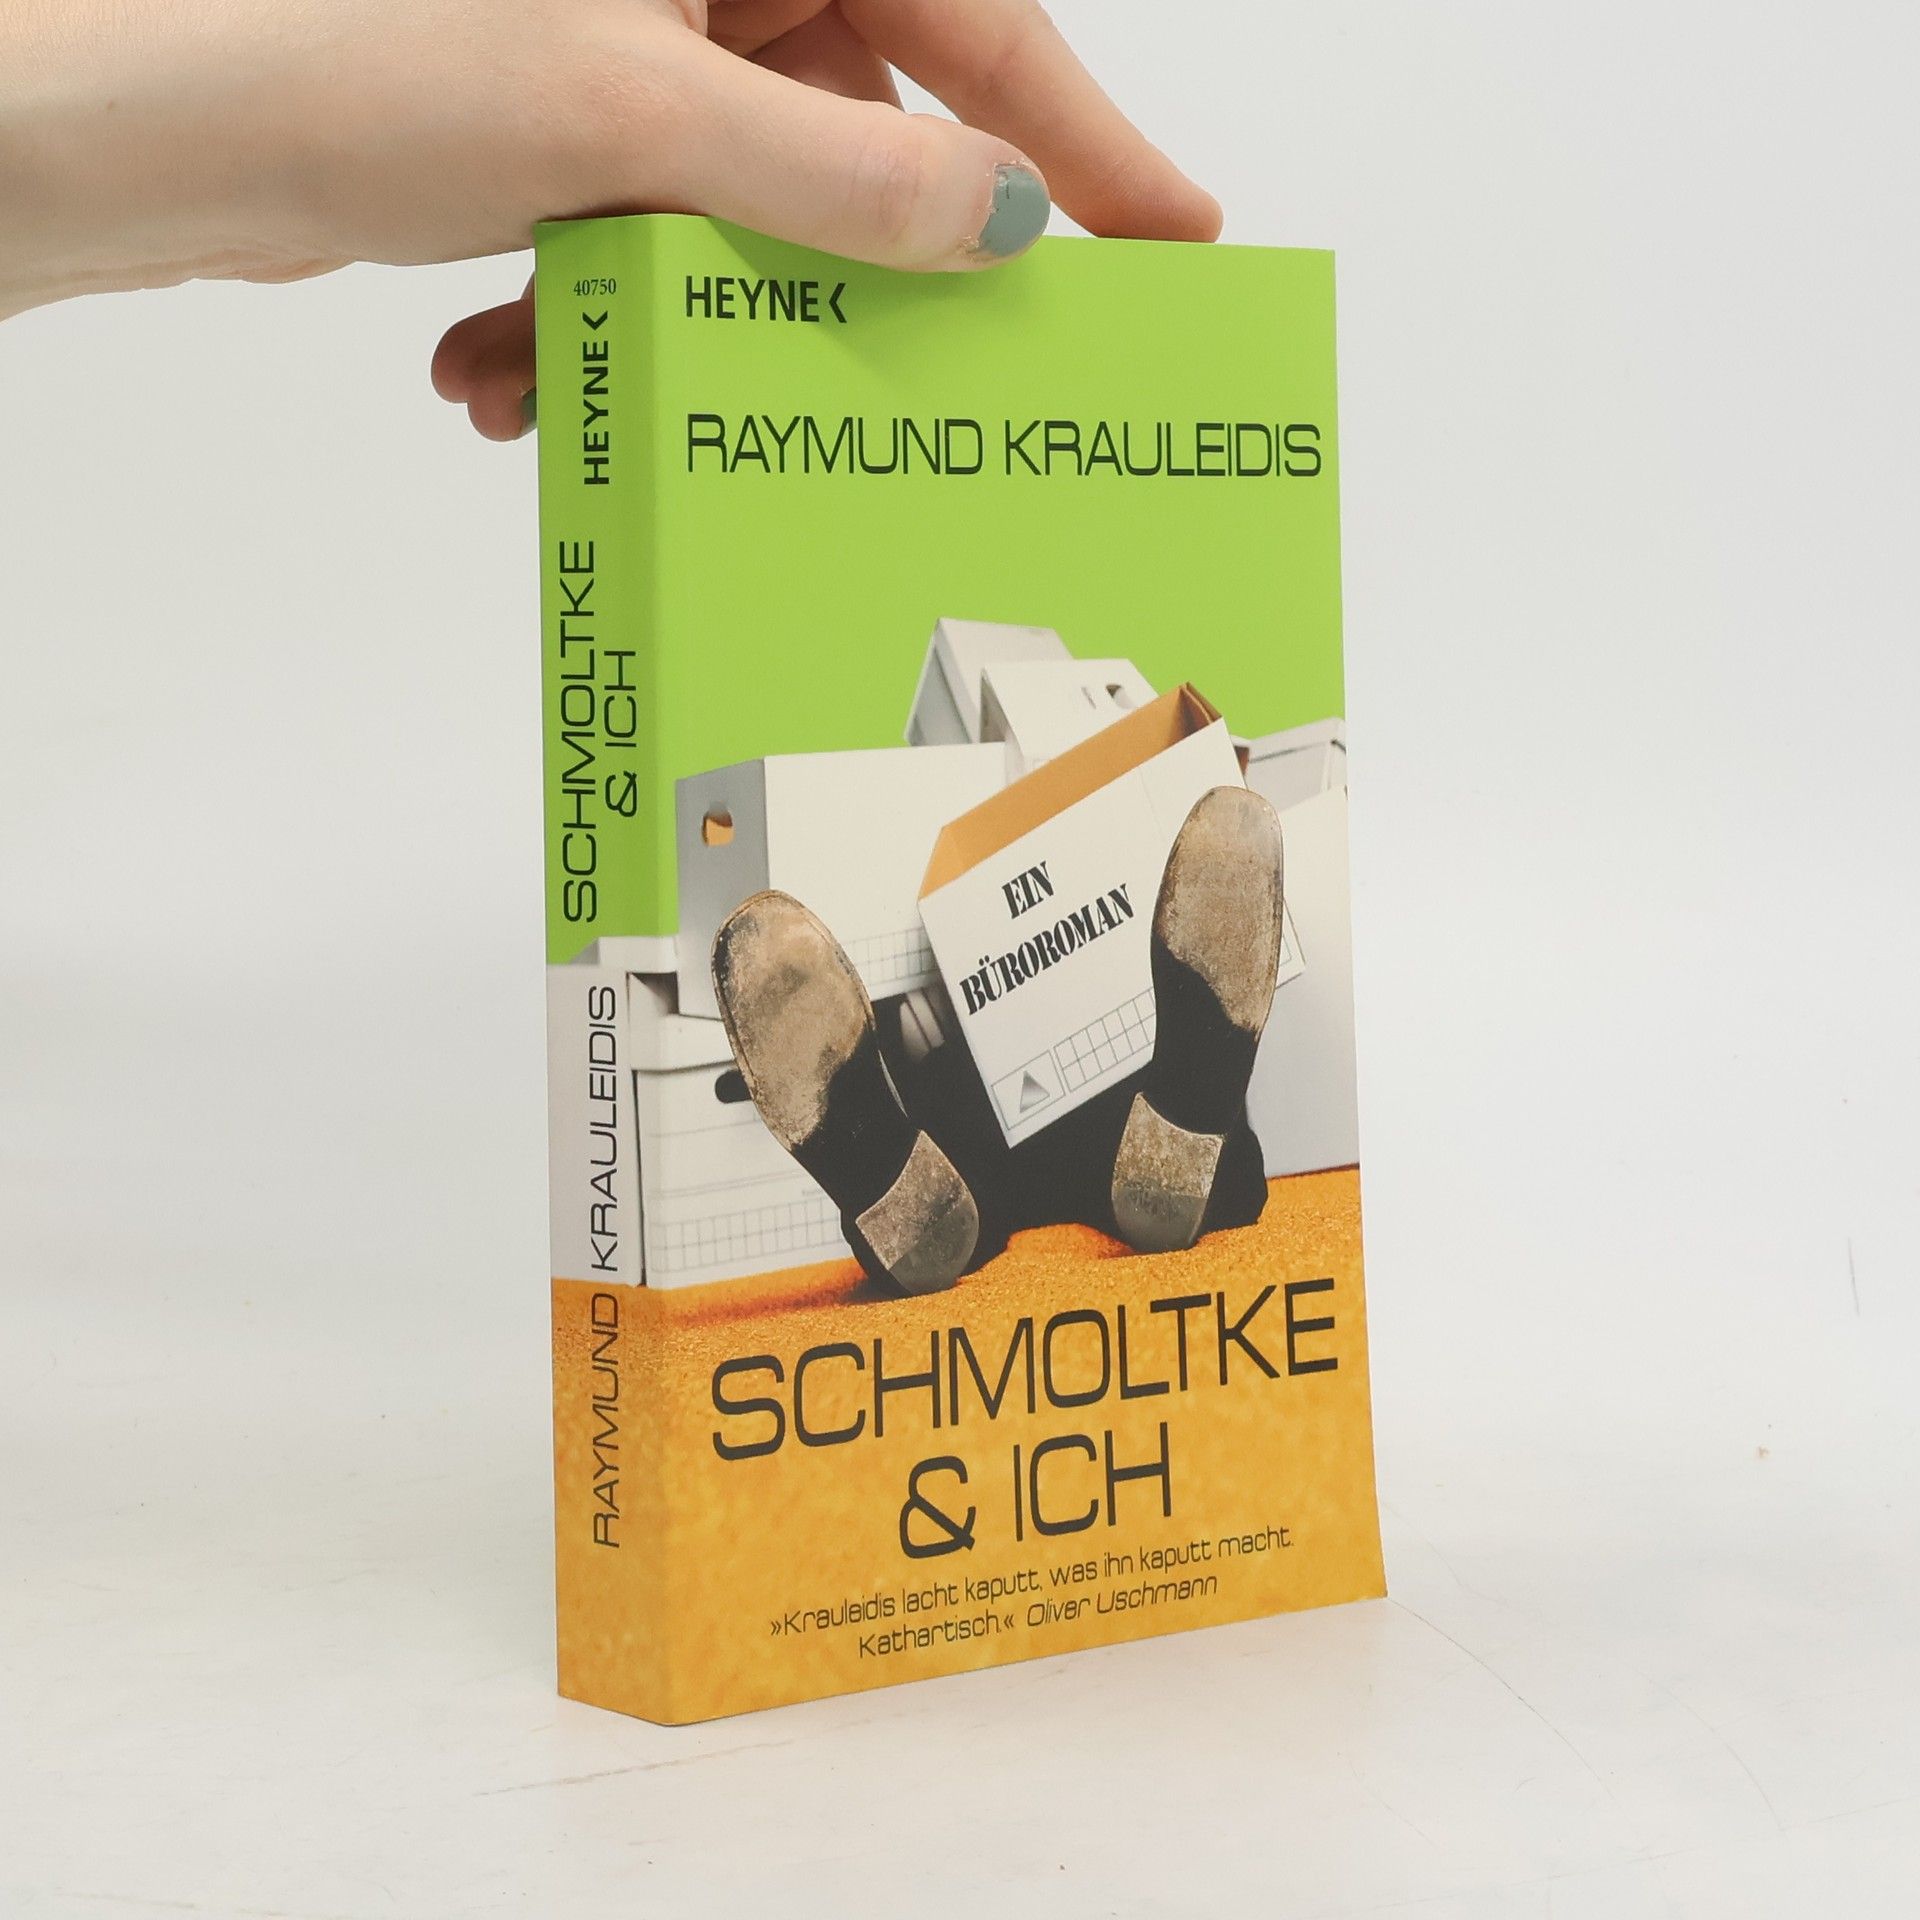 40750
HEYNE<
SCHMOLTKE
& ICH
RAYMUND KRAULEIDIS
HEYNE<
RAYMUND KRAULEIDIS
EIN
BÜROROMAN
SCHMOLTKE
& ICH
»Krauleidis lacht kaputt, was ihn kaputt macht.
Kathartisch.« Oliver Uschmann